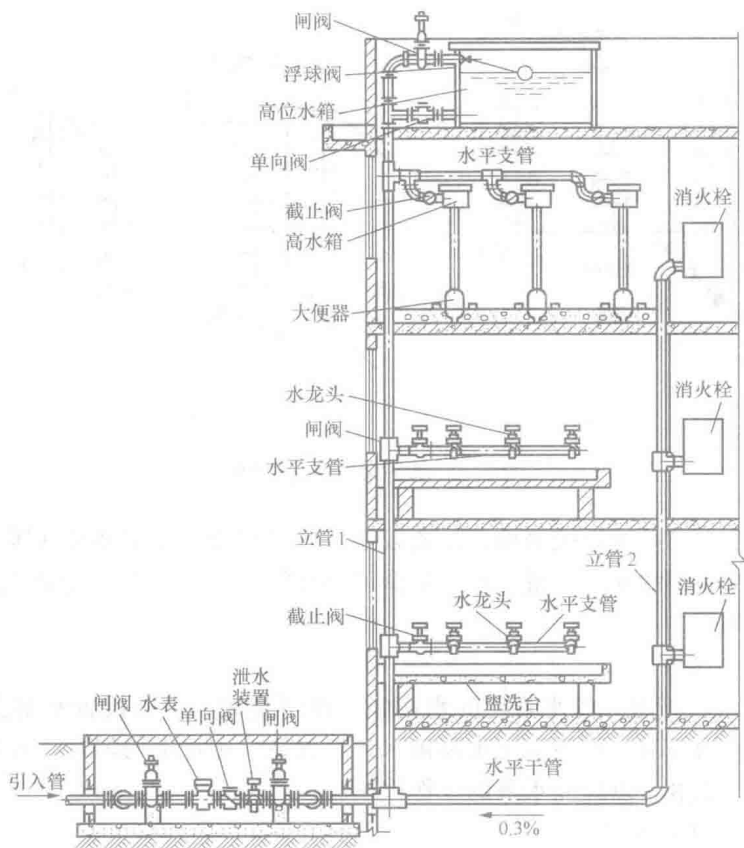 闸阀
浮球阀
高位水箱
单向阀
水平支管
截止阀
高水箱
消火栓
大便器
水龙头
闸阀
水平支管
消火栓
立管1
立管2
截止阀
水龙头
水平支管
消火栓
盥洗台
闸阀
水表
单向阀
泄水
装置
闸阀
引入管
水平干管
0.3%